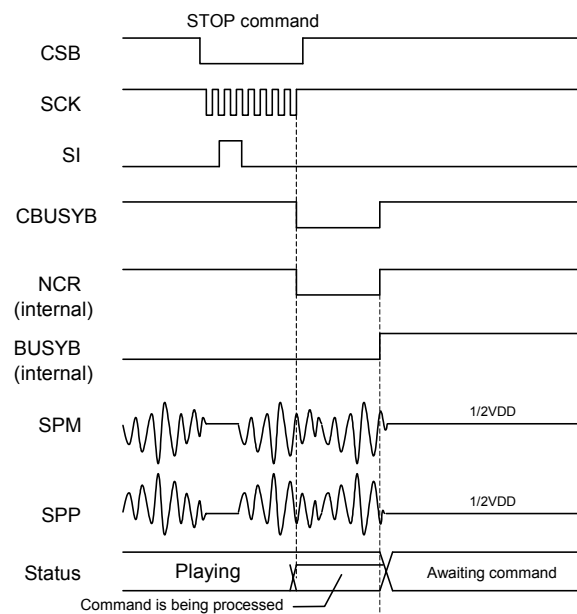 STOP command
CSB
SCK
SI
CBUSYB
NCR
(internal)
BUSYB
(internal)
SPM
1/2VDD
SPP
1/2VDD
Status
Playing
Awaiting command
Command is being processed